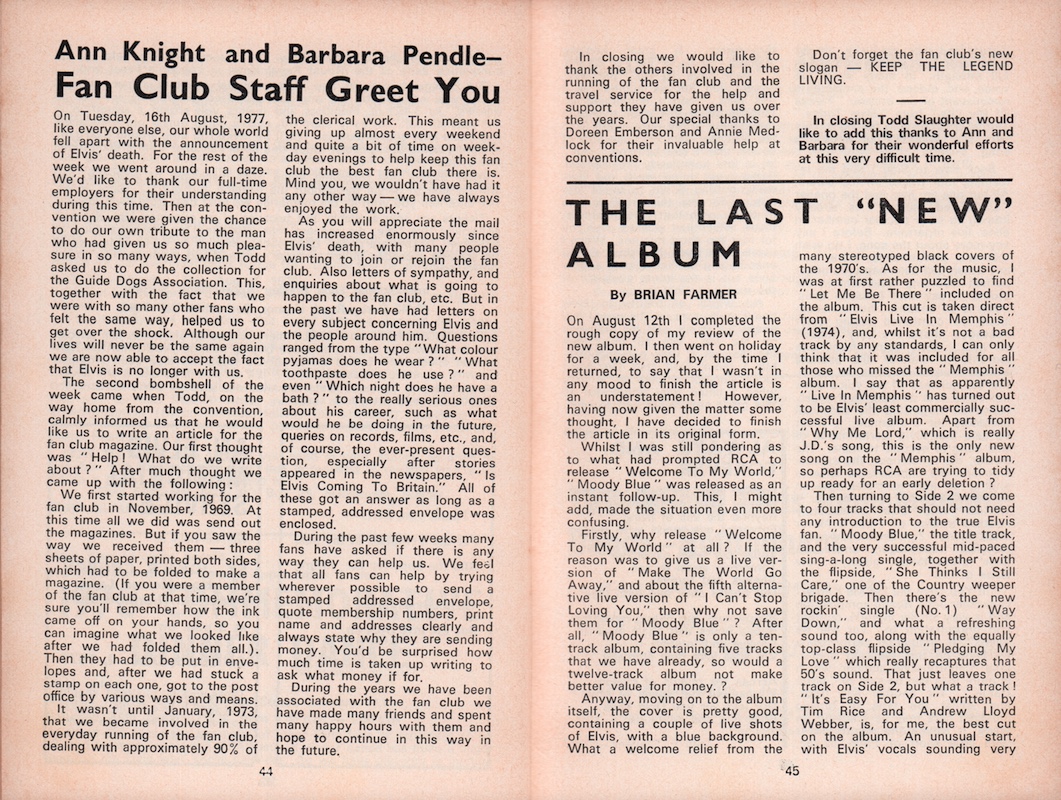 Ann Knight and Barbara Pendle–
Fan Club Staff Greet You
On Tuesday, 16th August, 1977,
like everyone else, our whole world
fell apart with the announcement
of Elvis' death. For the rest of the
week we went around in a daze.
We'd like to thank our full-time
employers for their understanding
during this time. Then at the con-
vention we were given the chance
to do our own tribute to the man
who had given us so much plea-
sure in so many ways, when Todd
asked us to do the collection for
the Guide Dogs Association. This,
together with the fact that we
were with so many other fans who
felt the same way, helped us to
get over the shock. Although our
lives will never be the same again
we are now able to accept the fact
that Elvis is no longer with us.
The second bombshell of the
week came when Todd, on the
way home from the convention,
calmly informed us that he would
like us to write an article for the
fan club magazine. Our first thought
was "Help! What do we write
about?" After much thought we
came up with the following:
We first started working for the
fan club in November, 1969. At
this time all we did was send out
the magazines. But if you saw the
way we received them — three
sheets of paper, printed both sides,
which had to be folded to make a
magazine. (If you were a member
of the fan club at that time, we're
sure you'll remember how the ink
came off on your hands, so you
can imagine what we looked like
after we had folded them all.).
Then they had to be put in enve-
lopes and, after we had stuck a
stamp on each one, got to the post
office by various ways and means.
It wasn't until January, 1973,
that we became involved in the
everyday running of the fan club,
dealing with approximately 90% of
the clerical work. This meant us
giving up almost every weekend
and quite a bit of time on week-
day evenings to help keep this fan
club the best fan club there is.
Mind you, we wouldn't have had it
any other way — we have always
enjoyed the work.
As you will appreciate the mail
has increased enormously since
Elvis' death, with many people
wanting to join or rejoin the fan
club. Also letters of sympathy, and
enquiries about what is going to
happen to the fan club, etc. But in
the past we have had letters on
every subject concerning Elvis and
the people around him. Questions
ranged from the type "What colour
pyjamas does he wear?" "What
toothpaste does he use?" and
even "Which night does he have a
bath?" to the really serious ones
about his career, such as what
would he be doing in the future,
queries on records, films, etc., and,
of course, the ever-present ques-
tion, especially after stories
appeared in the newspapers, "Is
Elvis Coming To Britain." All of
these got an answer as long as a
stamped, addressed envelope was
enclosed.
During the past few weeks many
fans have asked if there is any
way they can help us. We feel
that all fans can help by trying
wherever possible to send a
stamped addressed envelope,
quote membership numbers, print
name and addresses clearly and
always state why they are sending
money. You'd be surprised how
much time is taken up writing to
ask what money if for.
During the years we have been
associated with the fan club we
have made many friends and spent
many happy hours with them and
hope to continue in this way in
the future.
44
In closing we would like to
thank the others involved in the
running of the fan club and the
travel service for the help and
support they have given us over
the years. Our special thanks to
Doreen Emberson and Annie Med-
lock for their invaluable help at
conventions.
Don't forget the fan club's new
slogan — KEEP THE LEGEND
LIVING.
In closing Todd Slaughter would
like to add this thanks to Ann and
Barbara for their wonderful efforts
at this very difficult time.
THE LAST "NEW"
ALBUM
By BRIAN FARMER
On August 12th I completed the
rough copy of my review of the
new album. I then went on holiday
for a week, and, by the time I
returned, to say that I wasn't in
any mood to finish the article is
an understatement! However,
having now given the matter some
thought, I have decided to finish
the article in its original form.
Whilst I was still pondering as
to what had prompted RCA to
release "Welcome To My World,"
"Moody Blue" was released as an
instant follow-up. This, I might
add, made the situation even more
confusing.
Firstly, why release "Welcome
To My World" at all? If the
reason was to give us a live ver-
sion of "Make The World Go
Away," and about the fifth alterna-
tive live version of "I Can't Stop
Loving You," then why not save
them for "Moody Blue"? After
all, "Moody Blue" is only a ten-
track album, containing five tracks
that we have already, so would a
twelve-track album not make
better value for money.?
Anyway, moving on to the album
itself, the cover is pretty good,
containing a couple of live shots
of Elvis, with a blue background.
What a welcome relief from the
many stereotyped black covers of
the 1970's. As for the music, I
was at first rather puzzled to find
"Let Me Be There" included on
the album. This cut is taken direct
from "Elvis Live In Memphis"
(1974), and, whilst it's not a bad
track by any standards, I can only
think that it was included for all
those who missed the "Memphis"
album. I say that as apparently
"Live In Memphis" has turned out
to be Elvis' least commercially suc-
cessful live album. Apart from
"Why Me Lord," which is really
J.D.'s song, this is the only new
song on the "Memphis" album,
so perhaps RCA are trying to tidy
up ready for an early deletion?
Then turning to Side 2 we come
to four tracks that should not need
any introduction to the true Elvis
fan. "Moody Blue," the title track,
and the very successful mid-paced
sing-a-long single, together with
the flipside, "She Thinks I Still
Care," one of the Country weener
brigade. Then there's the new
rockin' single (No. 1) "Way
Down," and what a refreshing
sound too, along with the equally
top-class flipside "Pledging My
Love" which really recaptures that
50's sound. That just leaves one
track on Side 2, but what a track!
"It's Easy For You" written by
Tim Rice and Andrew Lloyd
Webber, is, for me, the best cut
on the album. An unusual start,
with Elvis' vocals sounding very
45